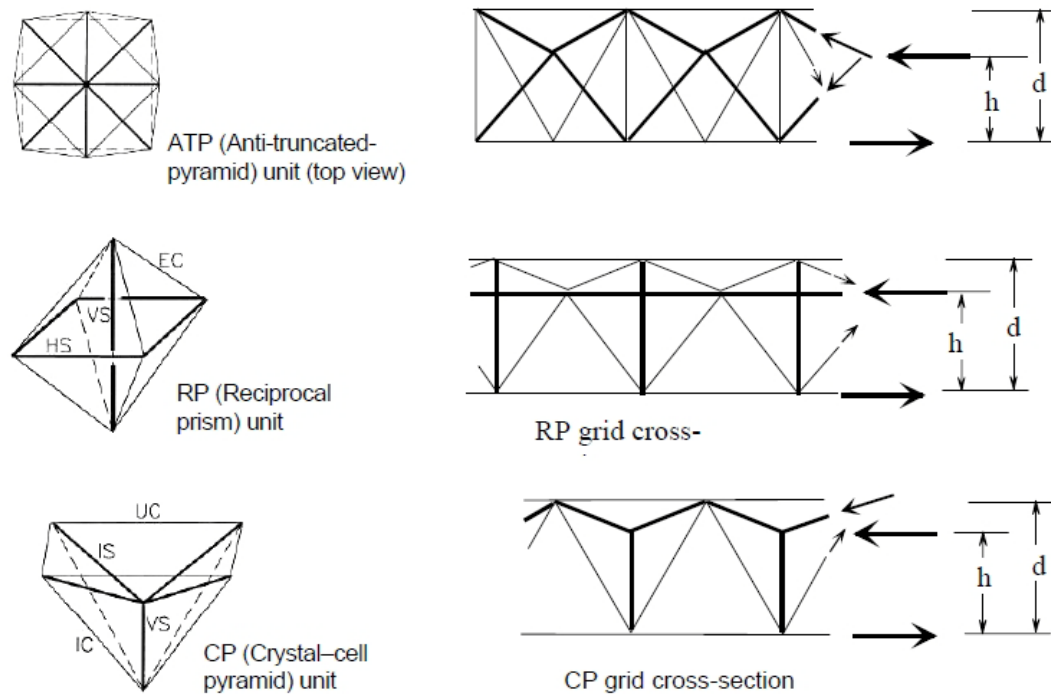 ATP (Anti-truncated-
pyramid) unit (top view)
h
d
EC
VS
HS
RP (Reciprocal
prism) unit
h
d
RP grid cross-
UC
IS
VS
IC
CP (Crystal–cell
pyramid) unit
h
d
CP grid cross-section